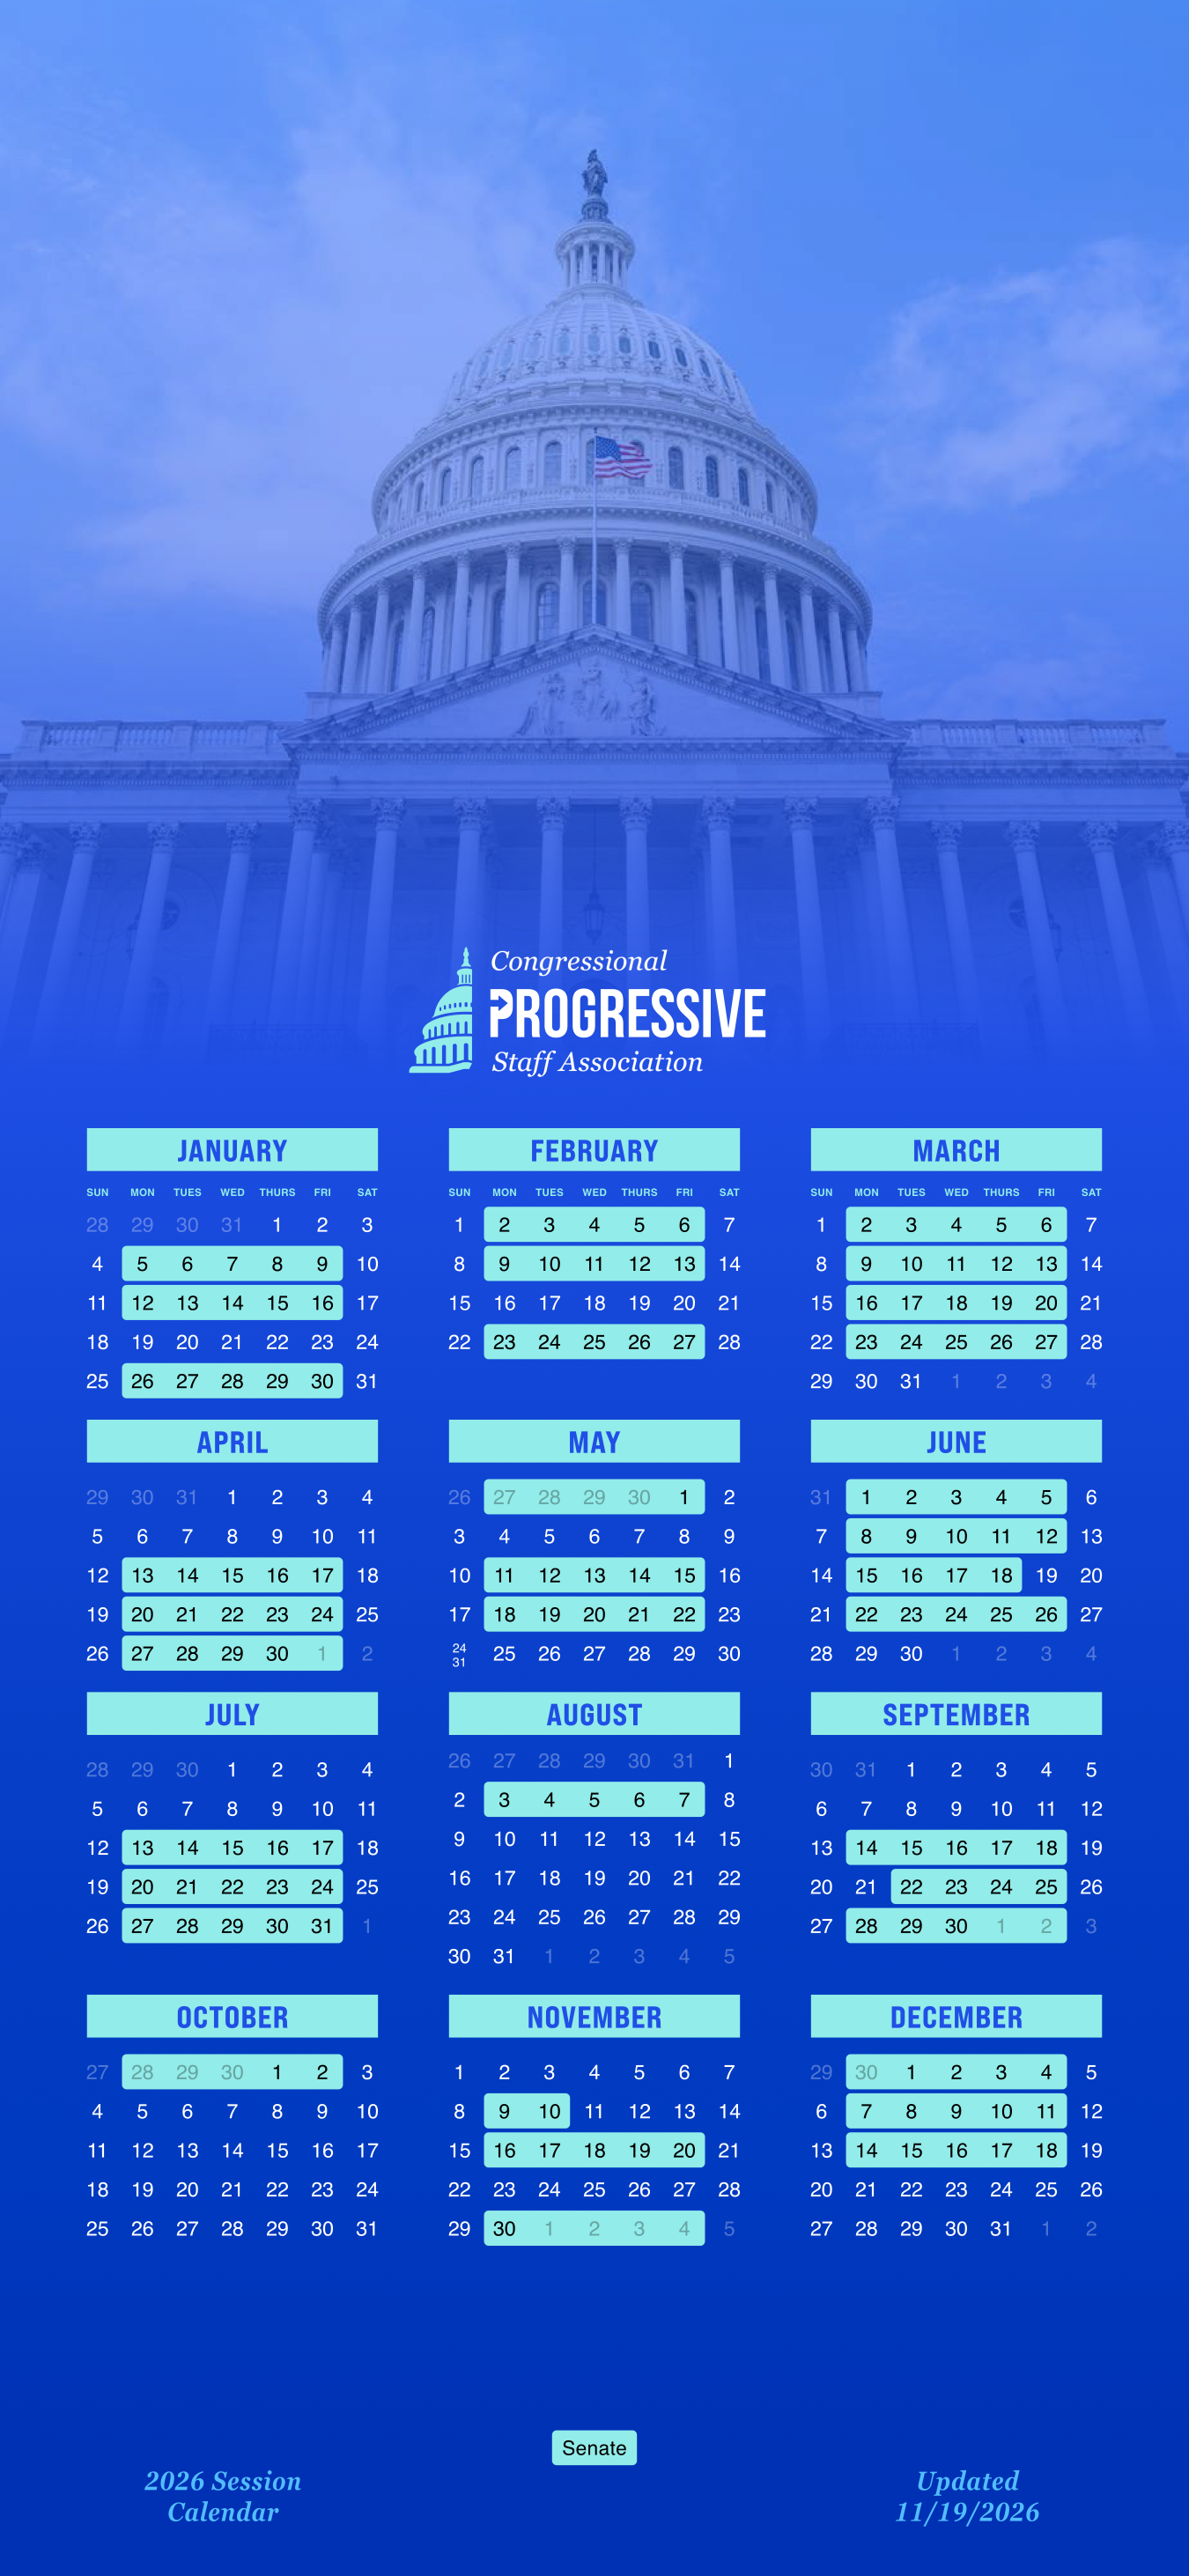 Congressional
PROGRESSIVE
Staff Association
JANUARY
SUN MON TUES WED THURS FRI SAT
28 29 30 31 1 2 3
4 5 6 7 8 9 10
11 12 13 14 15 16 17
18 19 20 21 22 23 24
25 26 27 28 29 30 31
FEBRUARY
SUN MON TUES WED THURS FRI SAT
1 2 3 4 5 6 7
8 9 10 11 12 13 14
15 16 17 18 19 20 21
22 23 24 25 26 27 28
MARCH
SUN MON TUES WED THURS FRI SAT
1 2 3 4 5 6 7
8 9 10 11 12 13 14
15 16 17 18 19 20 21
22 23 24 25 26 27 28
29 30 31 1 2 3 4
APRIL
29 30 31 1 2 3 4
5 6 7 8 9 10 11
12 13 14 15 16 17 18
19 20 21 22 23 24 25
26 27 28 29 30 1 2
MAY
26 27 28 29 30 1 2
3 4 5 6 7 8 9
10 11 12 13 14 15 16
17 18 19 20 21 22 23
24 31 25 26 27 28 29 30
JUNE
31 1 2 3 4 5 6
7 8 9 10 11 12 13
14 15 16 17 18 19 20
21 22 23 24 25 26 27
28 29 30 1 2 3 4
JULY
28 29 30 1 2 3 4
5 6 7 8 9 10 11
12 13 14 15 16 17 18
19 20 21 22 23 24 25
26 27 28 29 30 31 1
AUGUST
26 27 28 29 30 31 1
2 3 4 5 6 7 8
9 10 11 12 13 14 15
16 17 18 19 20 21 22
23 24 25 26 27 28 29
30 31 1 2 3 4 5
SEPTEMBER
30 31 1 2 3 4 5
6 7 8 9 10 11 12
13 14 15 16 17 18 19
20 21 22 23 24 25 26
27 28 29 30 1 2 3
OCTOBER
27 28 29 30 1 2 3
4 5 6 7 8 9 10
11 12 13 14 15 16 17
18 19 20 21 22 23 24
25 26 27 28 29 30 31
NOVEMBER
1 2 3 4 5 6 7
8 9 10 11 12 13 14
15 16 17 18 19 20 21
22 23 24 25 26 27 28
29 30 1 2 3 4 5
DECEMBER
29 30 1 2 3 4 5
6 7 8 9 10 11 12
13 14 15 16 17 18 19
20 21 22 23 24 25 26
27 28 29 30 31 1 2
Senate
2026 Session
Calendar
Updated
11/19/2026